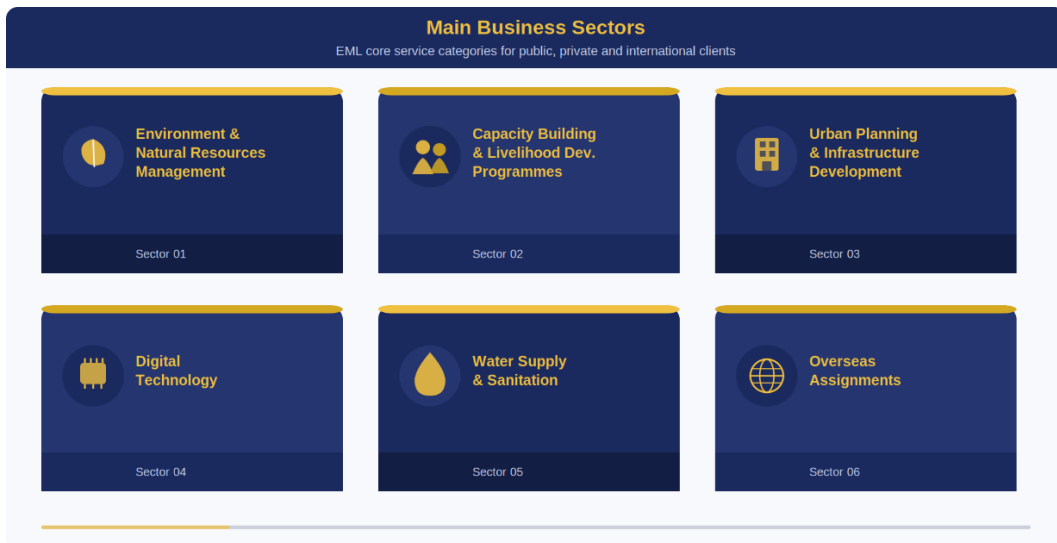 Main Business Sectors
EML core service categories for public, private and international clients
Environment &
Natural Resources
Management
Sector 01
Capacity Building
& Livelihood Dev.
Programmes
Sector 02
Urban Planning
& Infrastructure
Development
Sector 03
Digital
Technology
Sector 04
Water Supply
& Sanitation
Sector 05
Overseas
Assignments
Sector 06